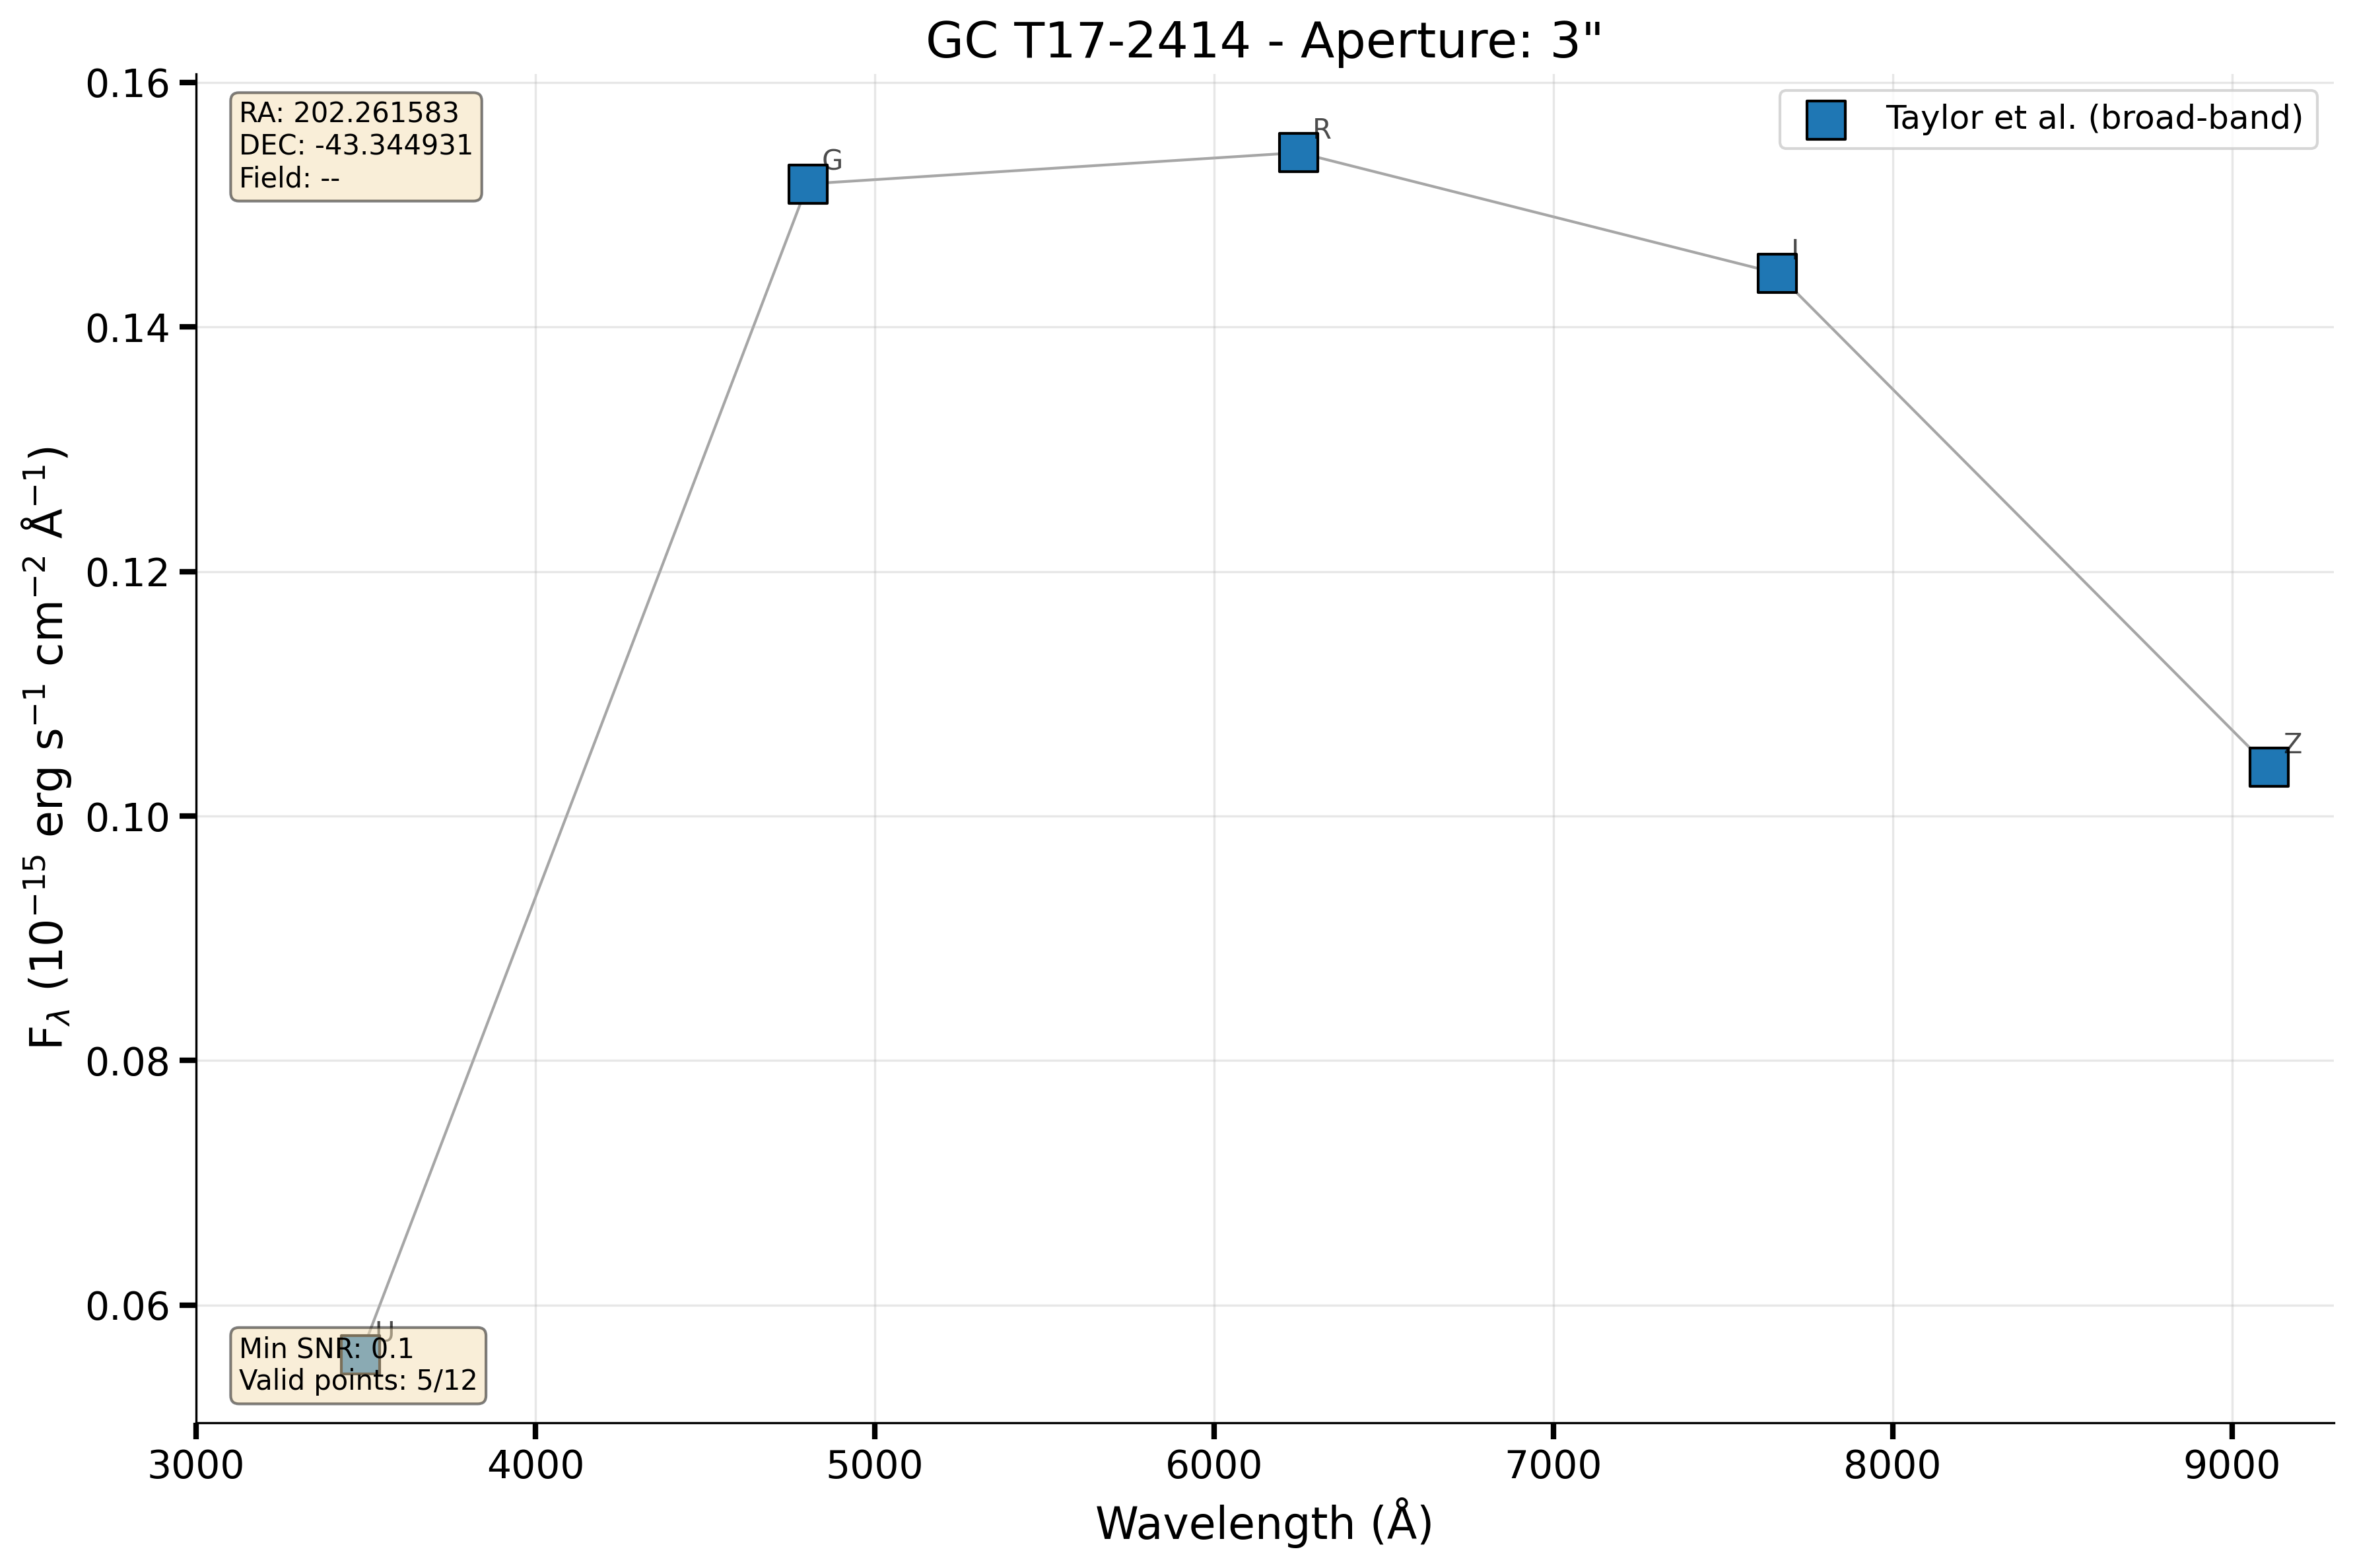 GC T17-2414 - Aperture: 3"
RA: 202.261583
DEC: -43.344931
Field: --
Taylor et al. (broad-band)
G
R
I
Z
U
Min SNR: 0.1
Valid points: 5/12
0.16
0.14
0.12
0.10
0.08
0.06
F_λ (10⁻¹⁵ erg s⁻¹ cm⁻² Å⁻¹)
3000 4000 5000 6000 7000 8000 9000
Wavelength (Å)